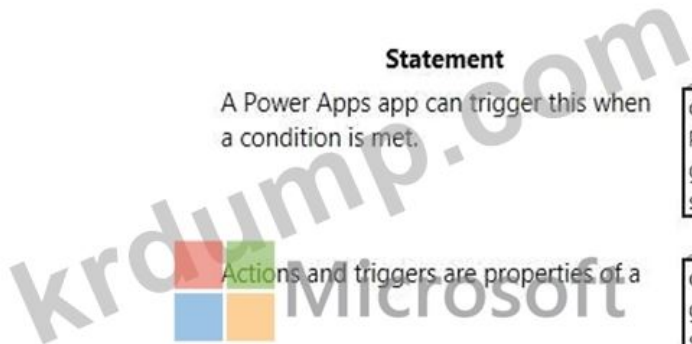 Statement
A Power Apps app can trigger this when
a condition is met.
krdump.com
Actions and triggers are properties of a
Microsoft